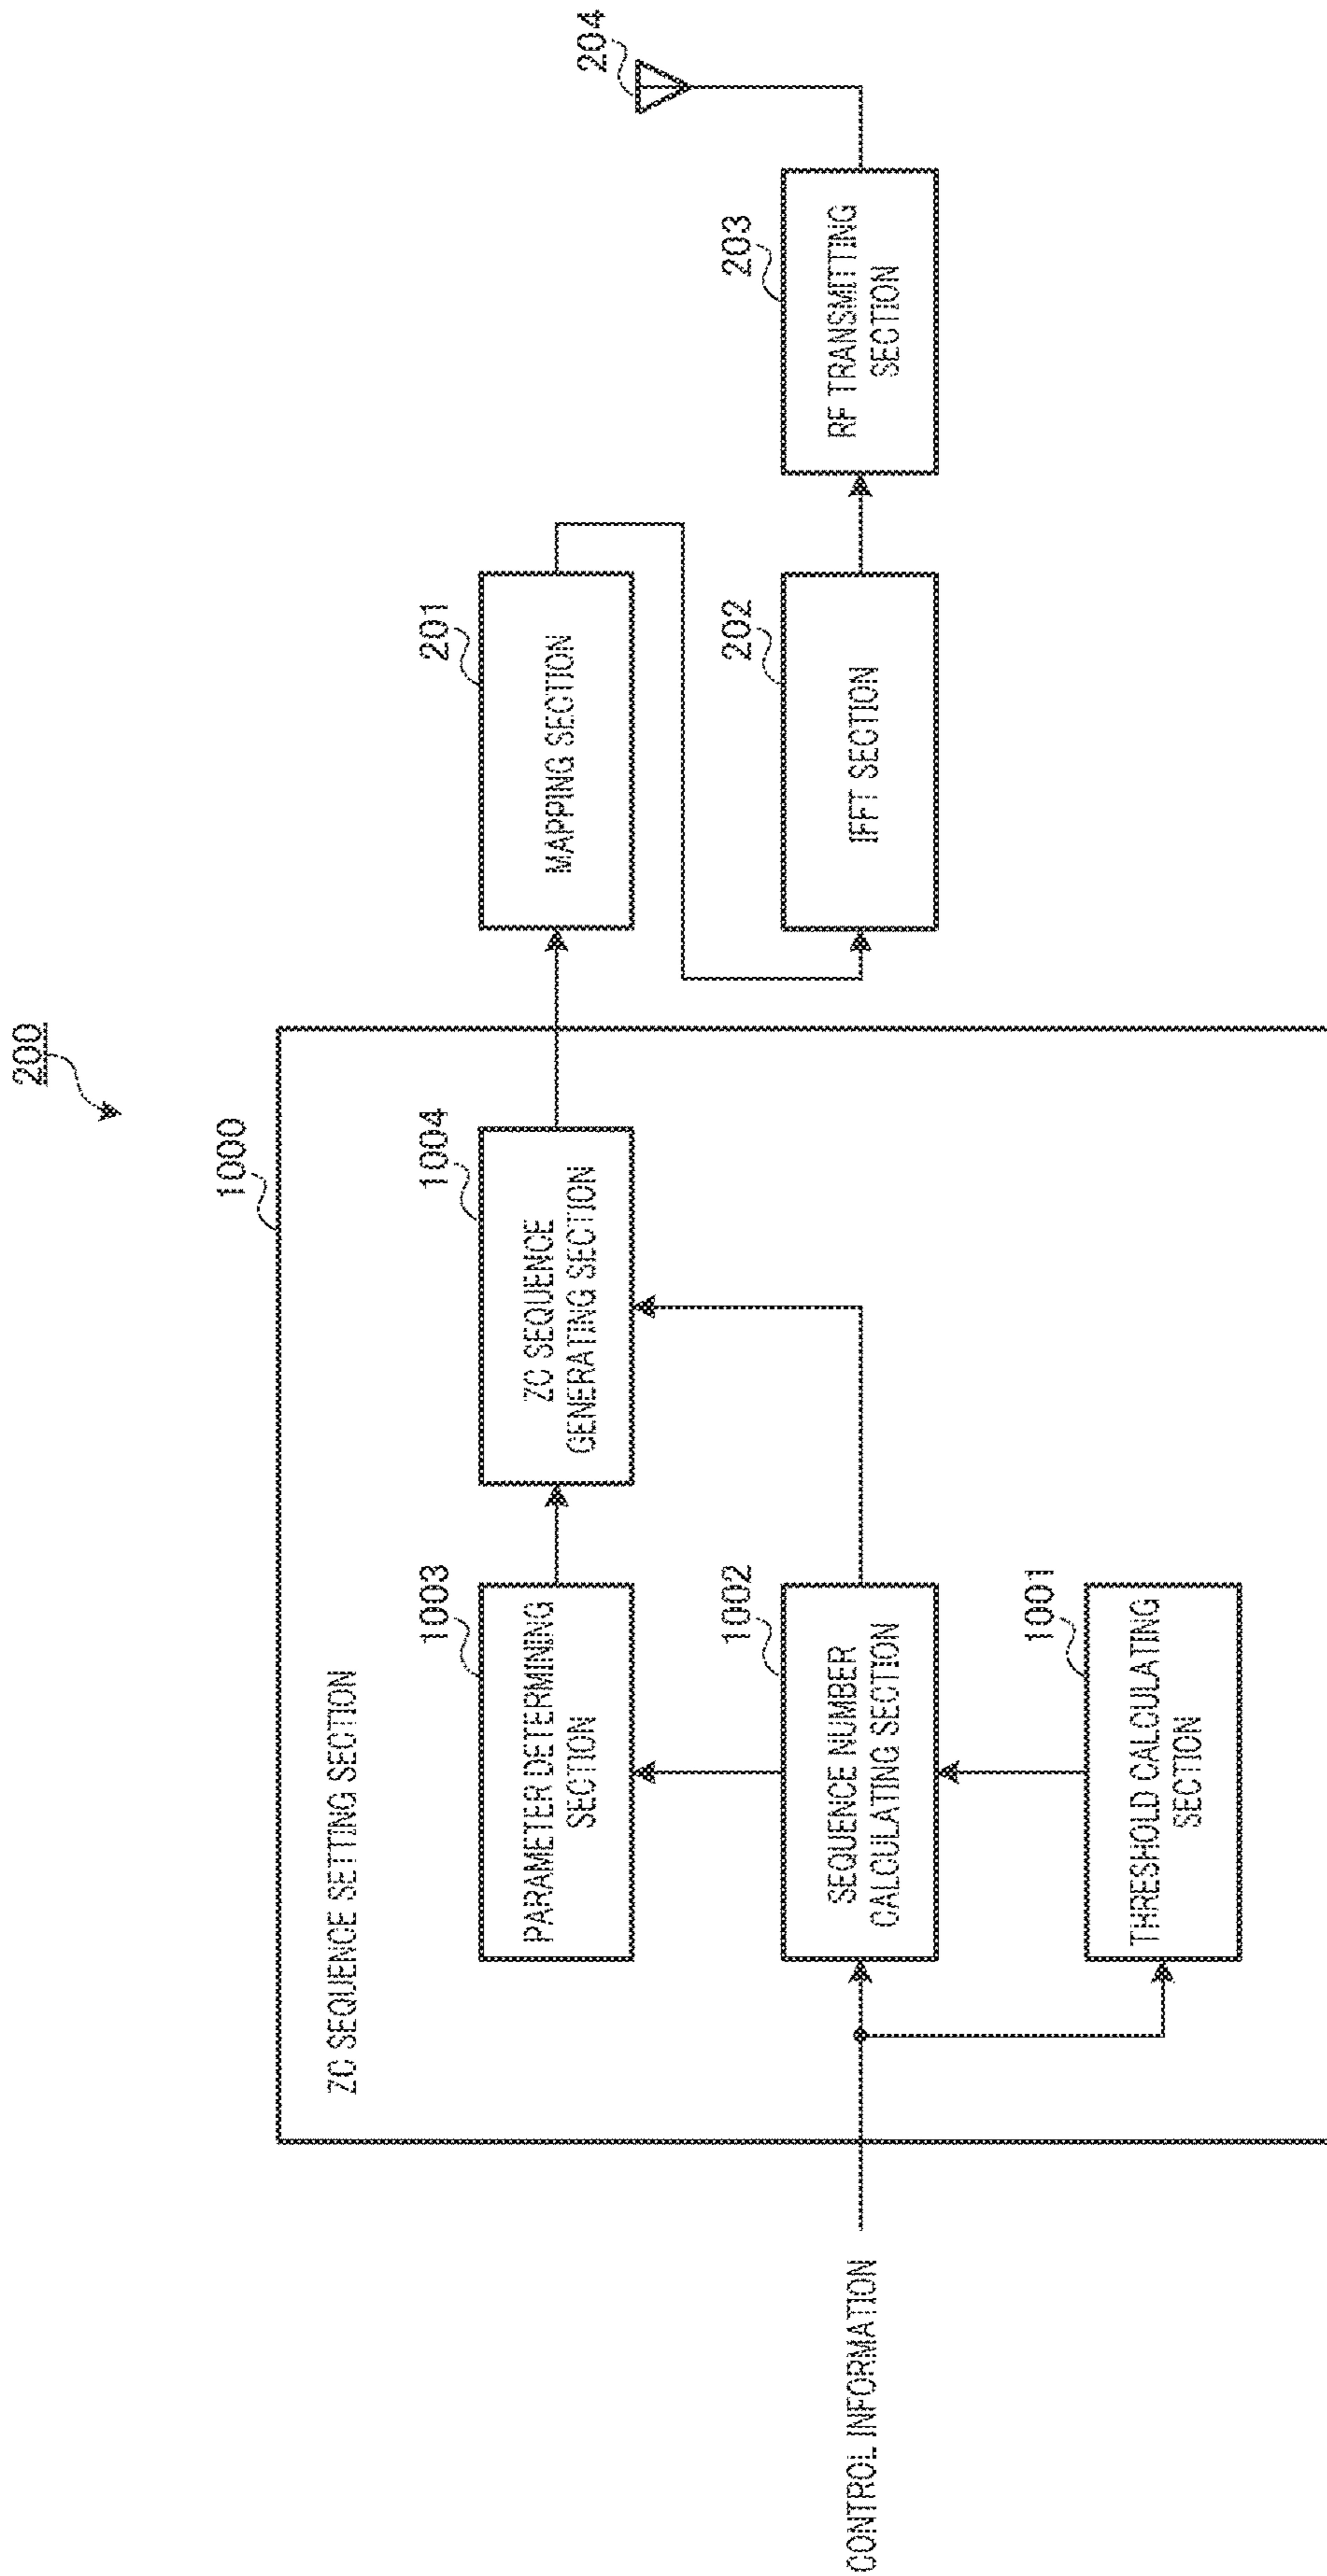 200
1000
ZC SEQUENCE SETTING SECTION
1003
PARAMETER DETERMINING
SECTION
1004
ZC SEQUENCE
GENERATING SECTION
201
MAPPING SECTION
204
CONTROL INFORMATION
1002
SEQUENCE NUMBER
CALCULATING SECTION
202
IFFT SECTION
203
RF TRANSMITTING
SECTION
1001
THRESHOLD CALCULATING
SECTION